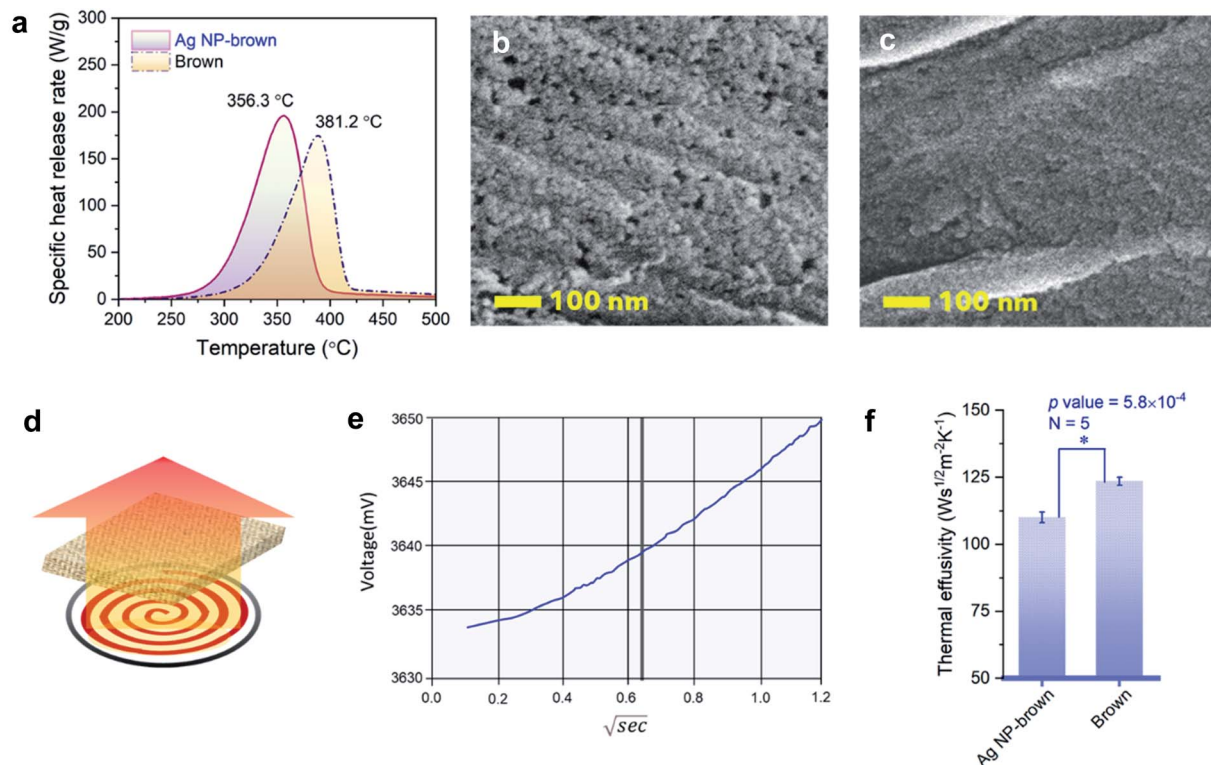 a
300
250
200
150
100
50
0
Specific heat release rate (W/g)
Ag NP-brown
Brown
356.3 °C
381.2 °C
200 250 300 350 400 450 500
Temperature (°C)
b
100 nm
c
100 nm
d
e
3650
3645
3640
3635
3630
Voltage(mV)
0.0 0.2 0.4 0.6 0.8 1.0 1.2
√sec
f
p value = 5.8×10⁻⁴
N = 5
*
150
125
100
75
50
Thermal effusivity (Ws¹/²m⁻²K⁻¹)
Ag NP-brown
Brown